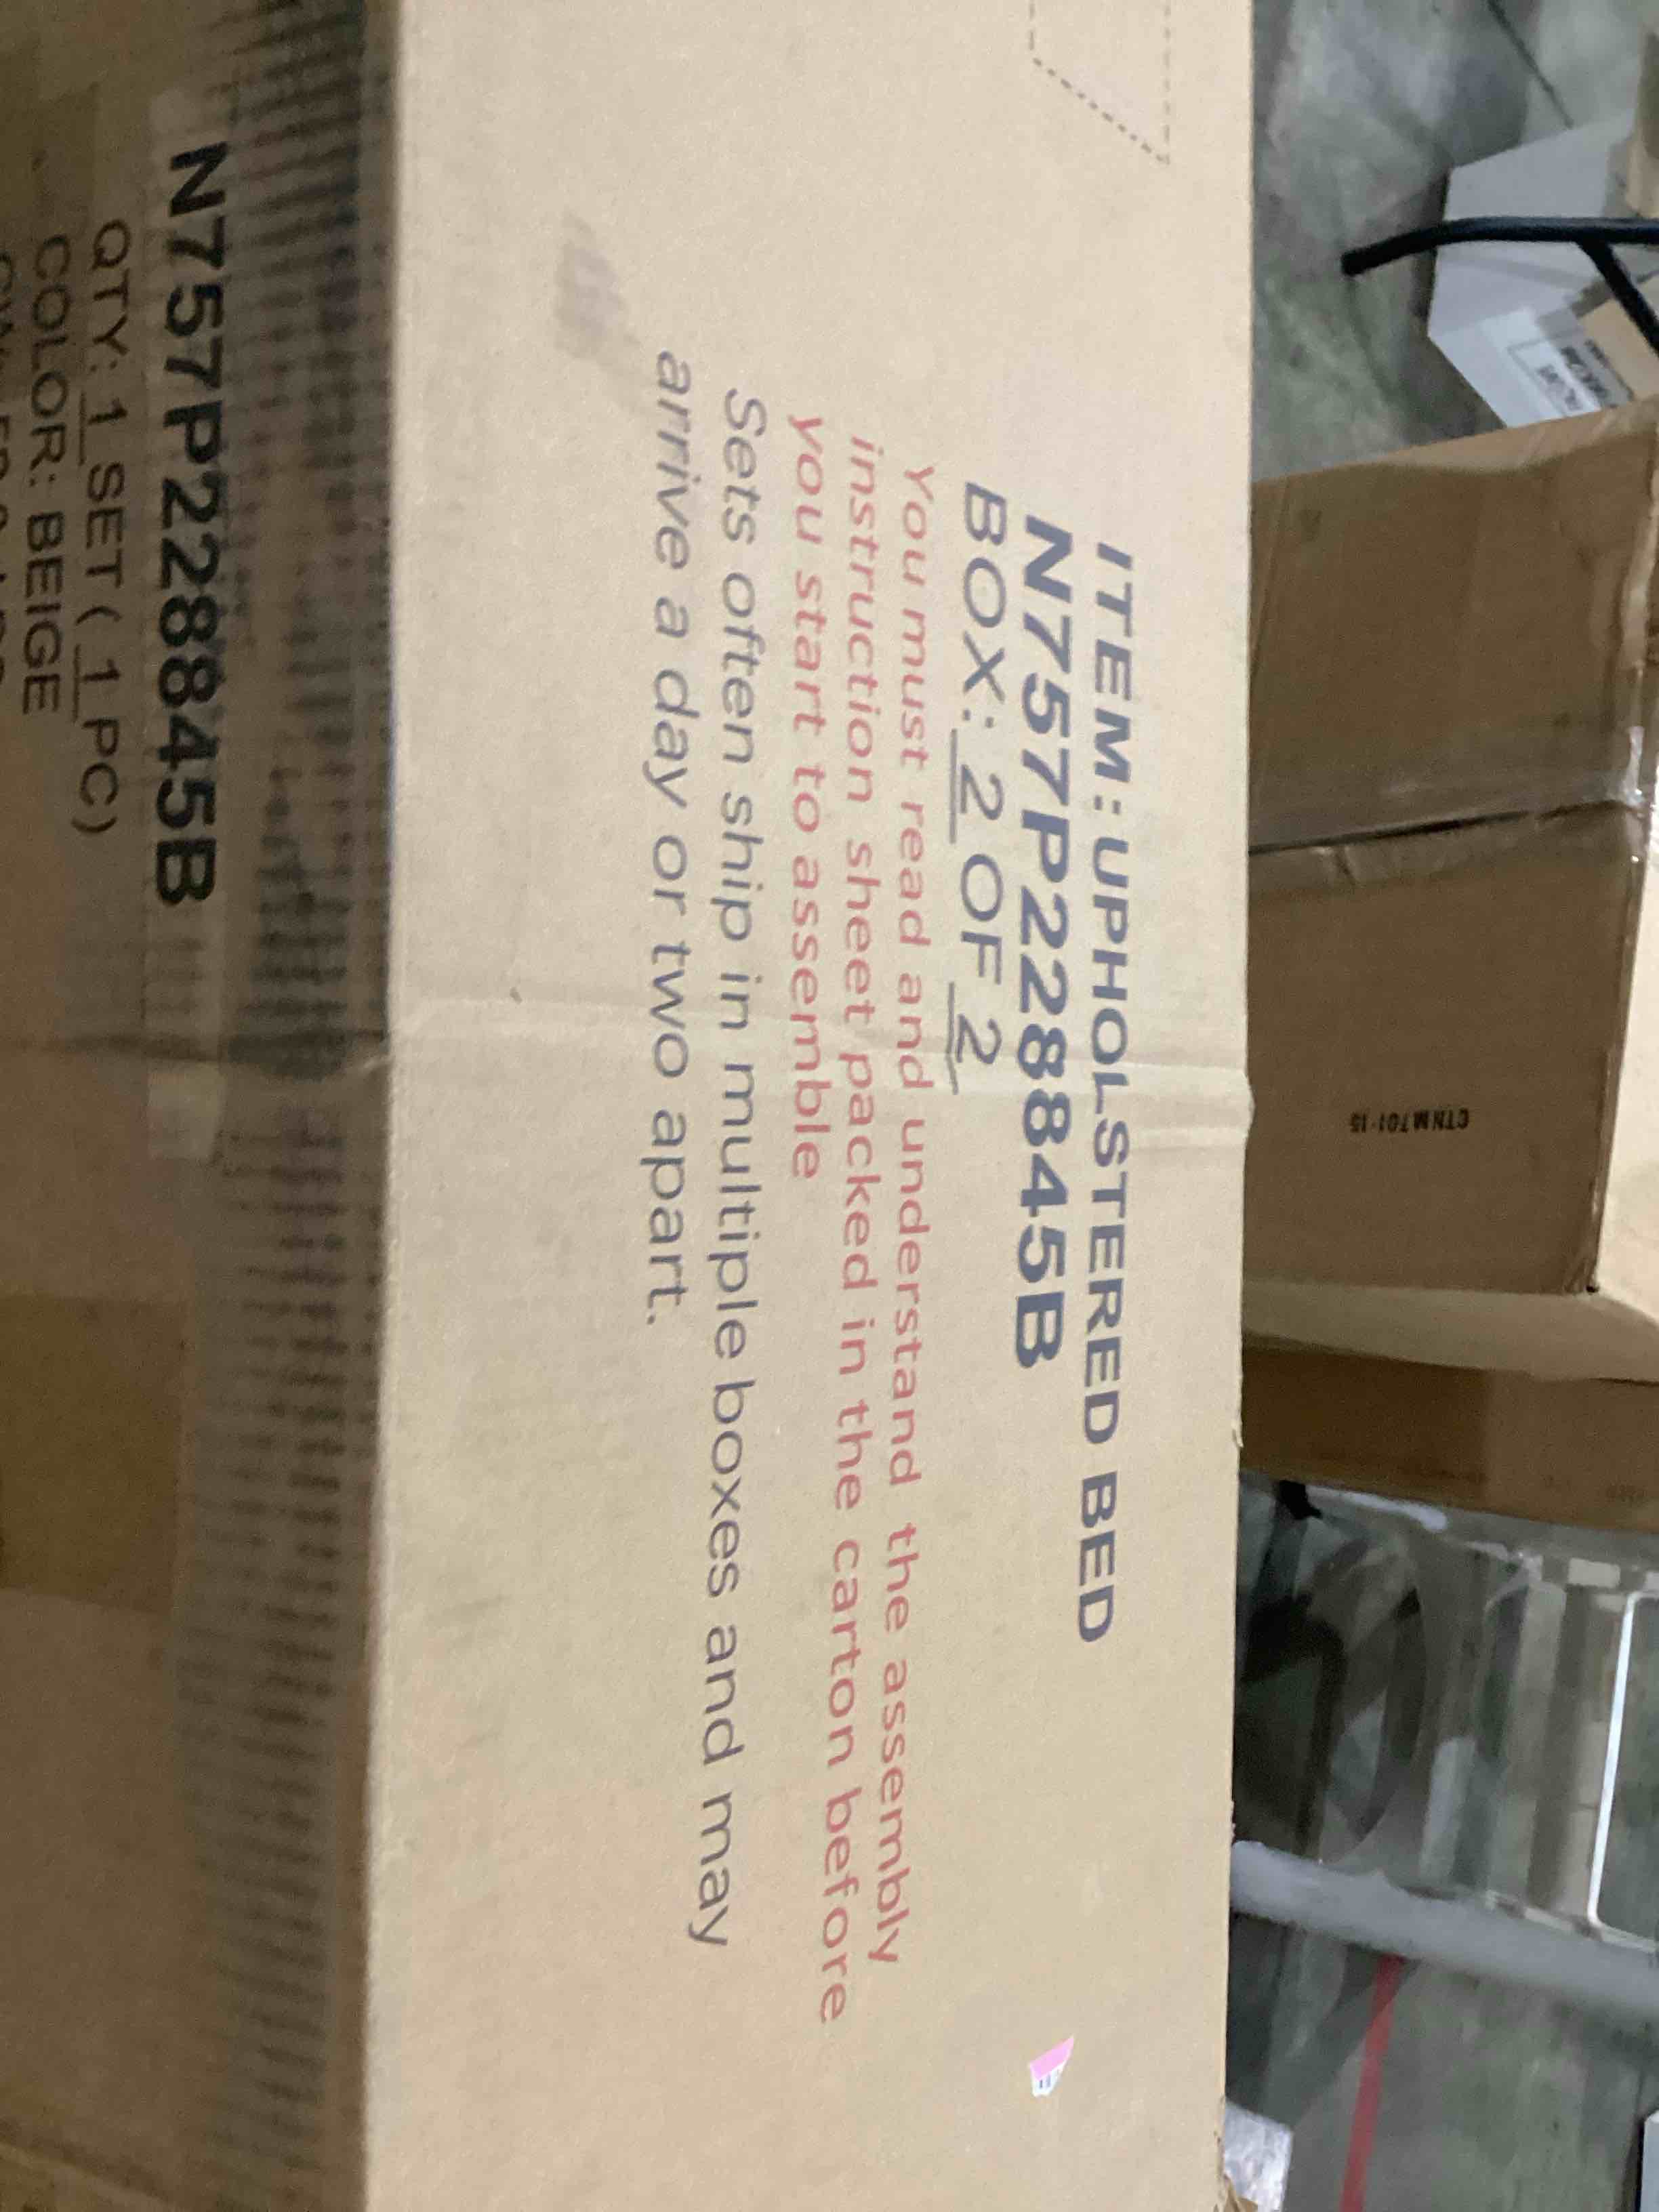 ITEM: UPHOLSTERED BED
N757P228845B
BOX: 2 OF 2
You must read and understand the assembly
instruction sheet packed in the carton before
you start to assemble
Sets often ship in multiple boxes and may
arrive a day or two apart.
N757P228845B
QTY: 1 SET ( 1 PC)
COLOR: BEIGE
CTNM701-15